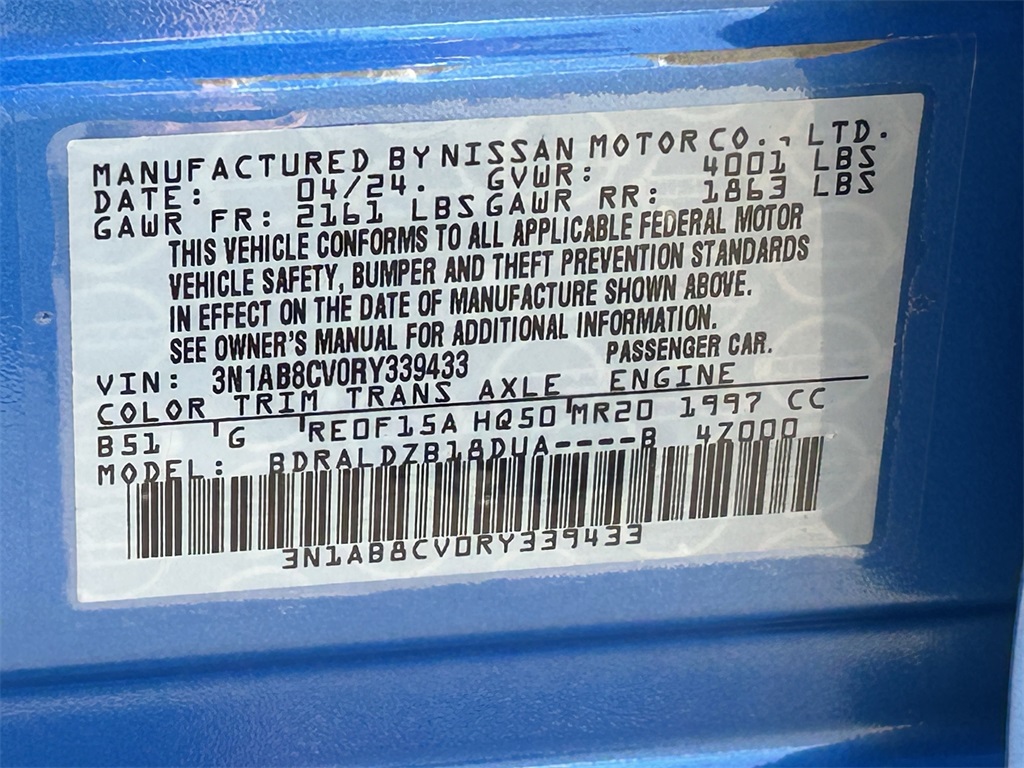 MANUFACTURED BY NISSAN MOTOR CO., LTD.
DATE: 04/24. GVWR: 4001 LBS
GAWR FR: 2161 LBS GAWR RR: 1863 LBS
THIS VEHICLE CONFORMS TO ALL APPLICABLE FEDERAL MOTOR
VEHICLE SAFETY, BUMPER AND THEFT PREVENTION STANDARDS
IN EFFECT ON THE DATE OF MANUFACTURE SHOWN ABOVE.
SEE OWNER'S MANUAL FOR ADDITIONAL INFORMATION.
VIN: 3N1AB8CV0RY339433 PASSENGER CAR.
COLOR TRIM TRANS AXLE ENGINE
B51 G RE0F15A HQ50 MR20 1997 CC
MODEL: BDRALDZB18DUA----B 47000
3N1AB8CV0RY339433